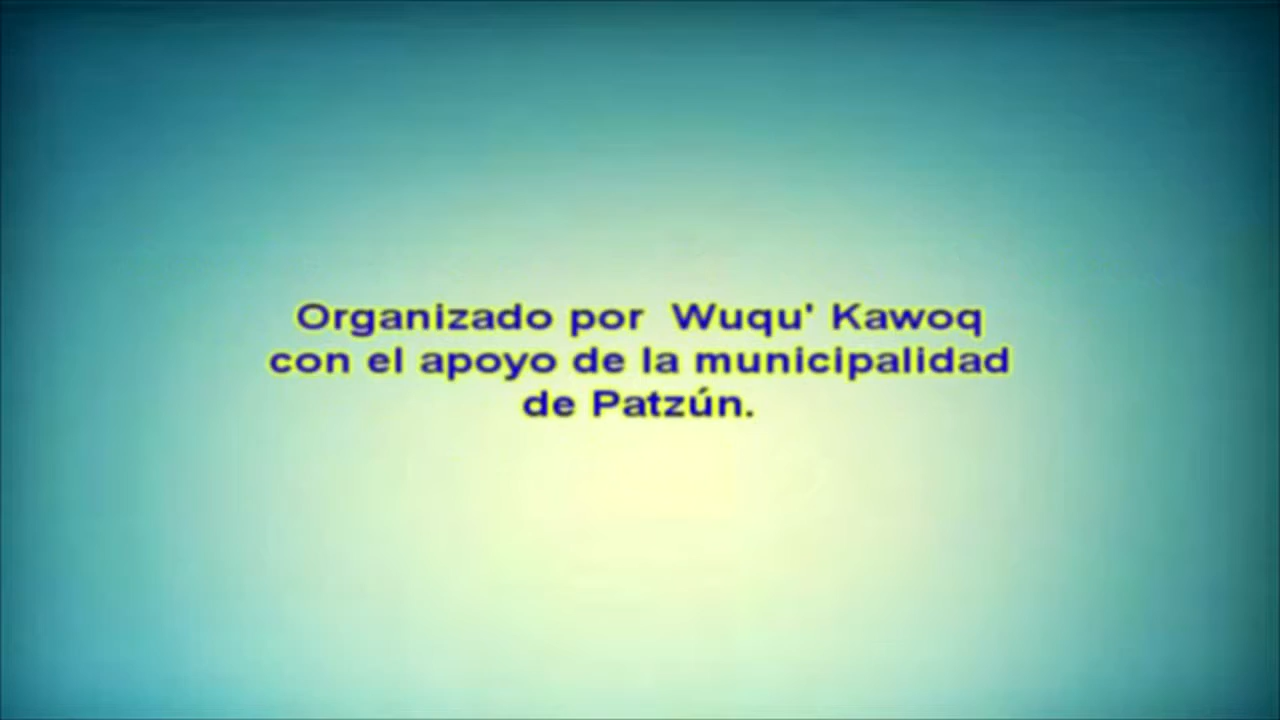 Organizado por Wuqu' Kawoq
con el apoyo de la municipalidad
de Patzún.